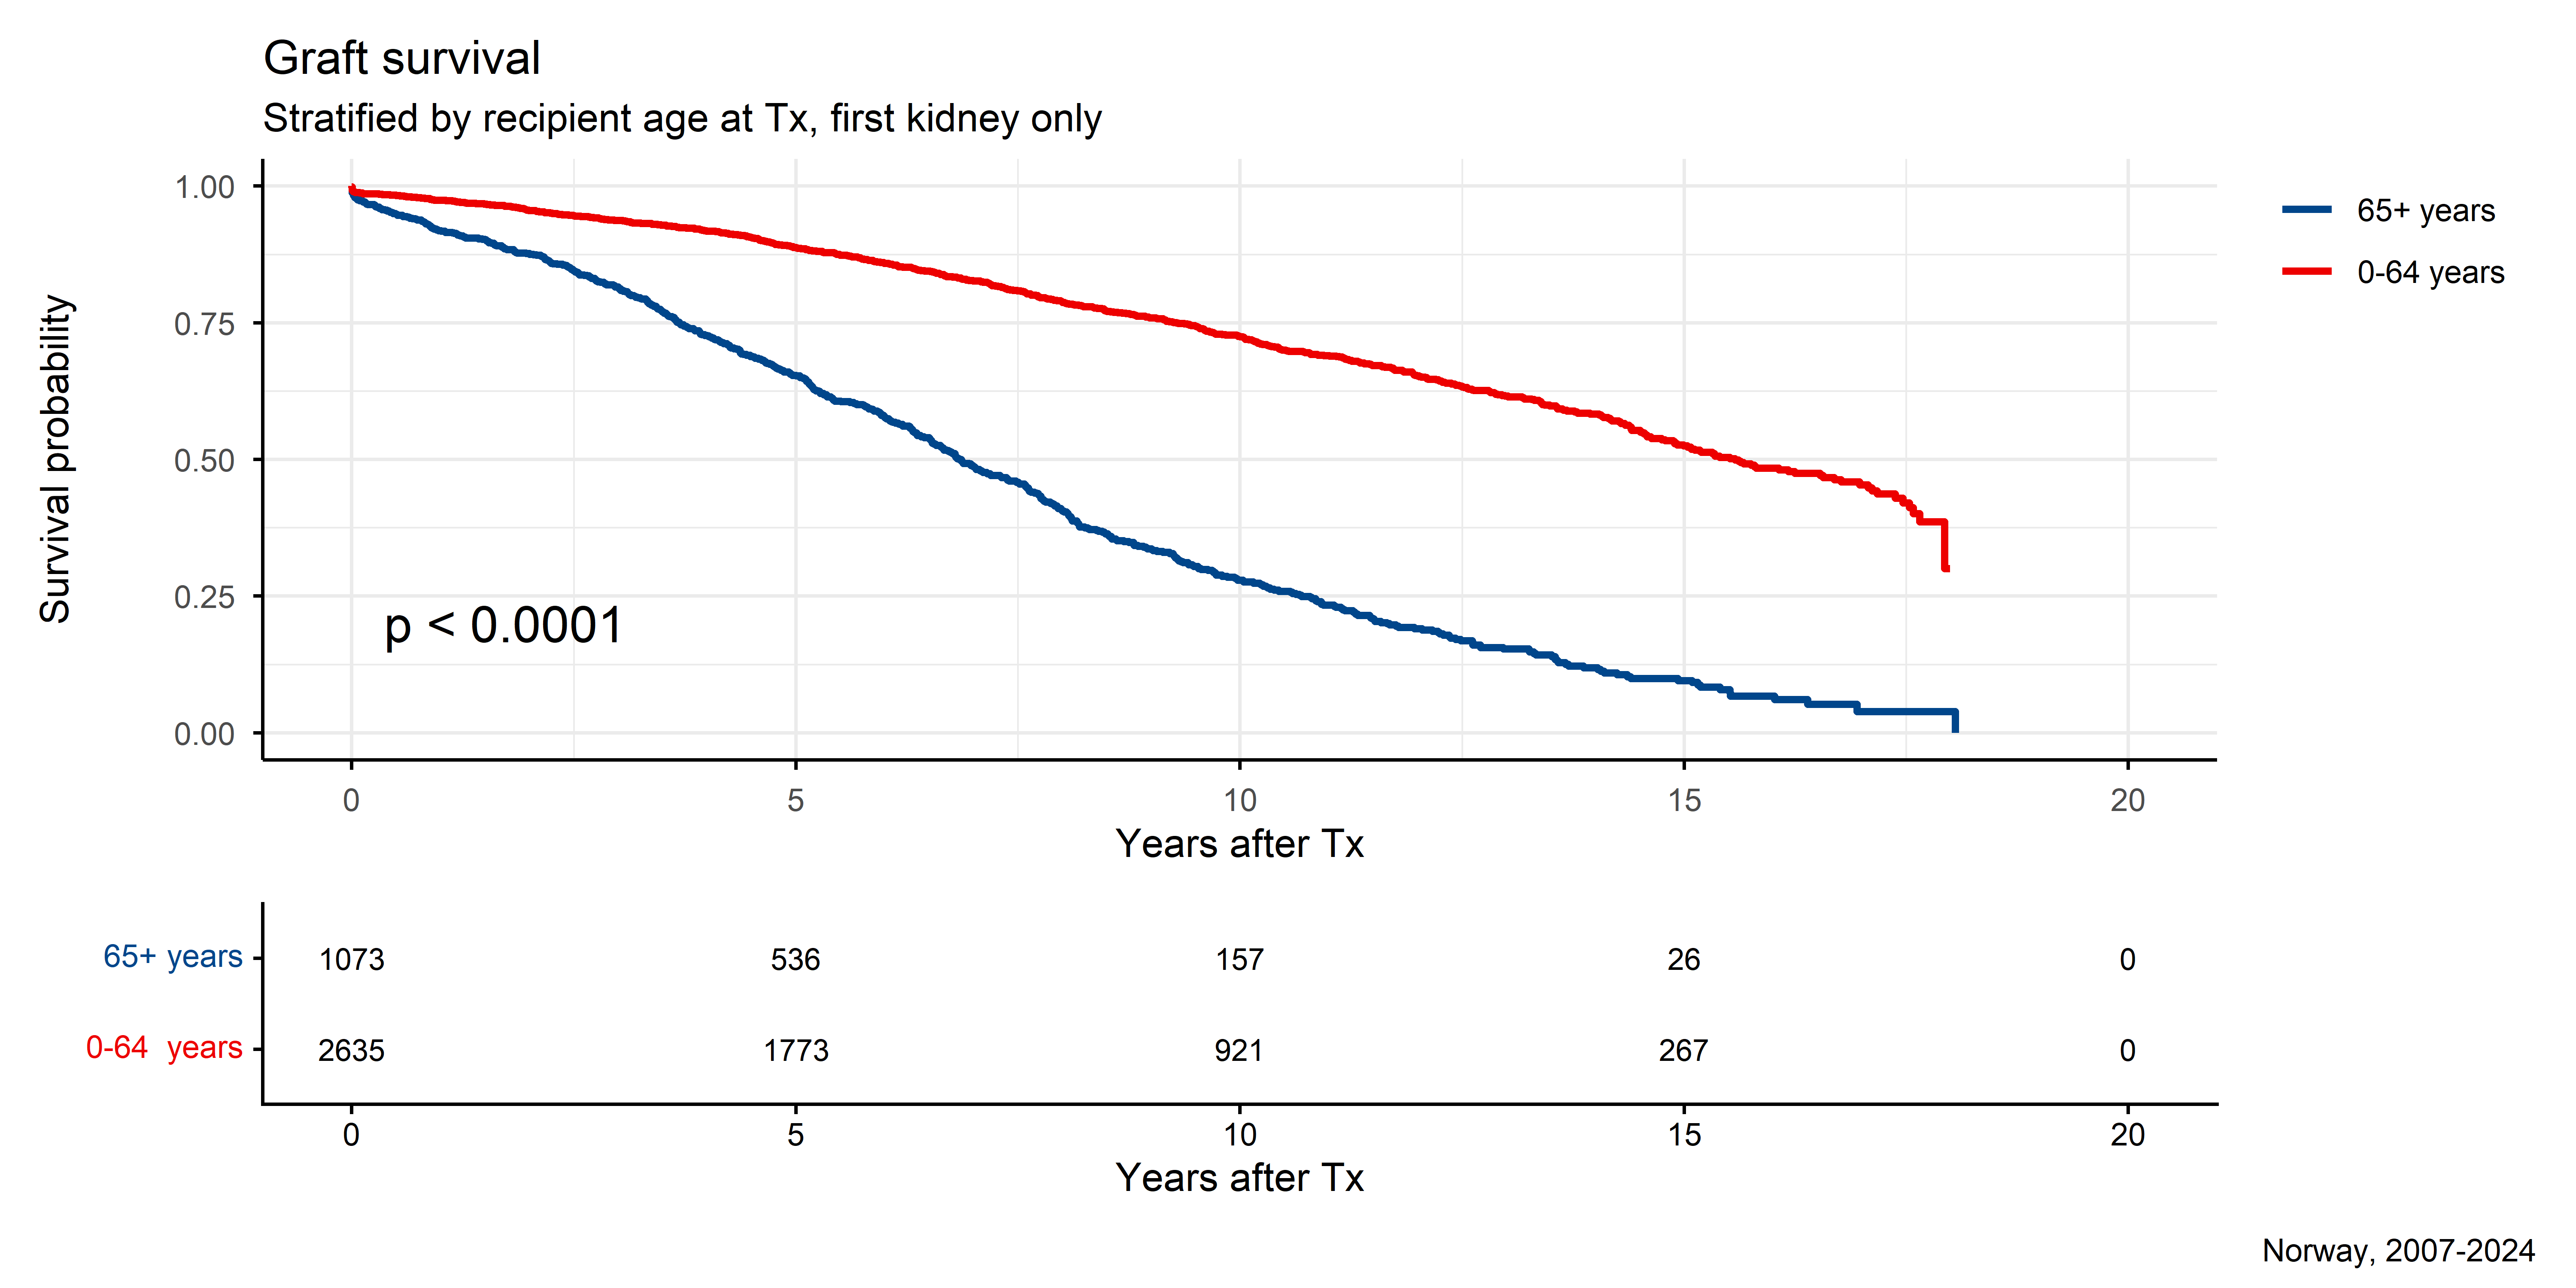 Graft survival
Stratified by recipient age at Tx, first kidney only
Survival probability
1.00
0.75
0.50
0.25
0.00
p < 0.0001
65+ years
0-64 years
0 5 10 15 20
Years after Tx
65+ years 1073 536 157 26 0
0-64 years 2635 1773 921 267 0
0 5 10 15 20
Years after Tx
Norway, 2007-2024